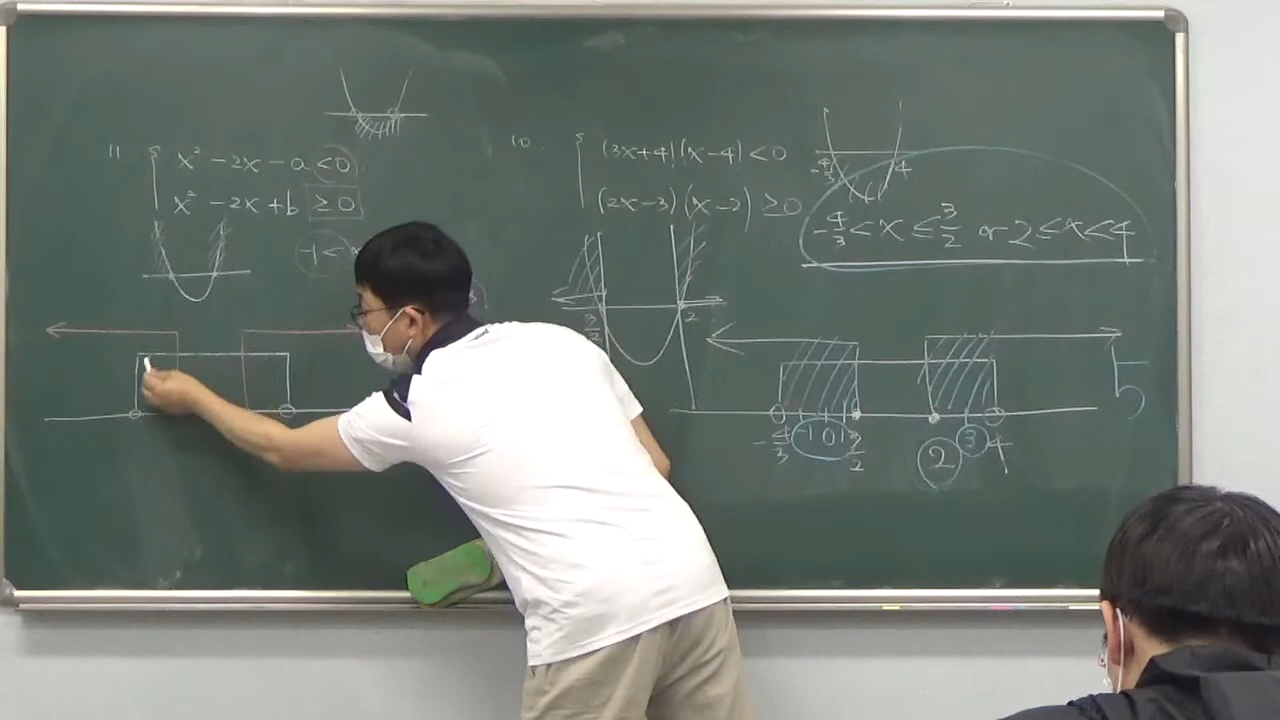 11
x² -2x -a <0
x² -2x +b ≥0
-1 <
10.
(3x+4)(x-4) <0
(2x-3)(x-2) ≥0
-4/3 4
-4/3 < x ≤ 3/2 or 2 ≤ x < 4
3/2 2
5
-4/3 -1 0 1 3/2 2 3 4